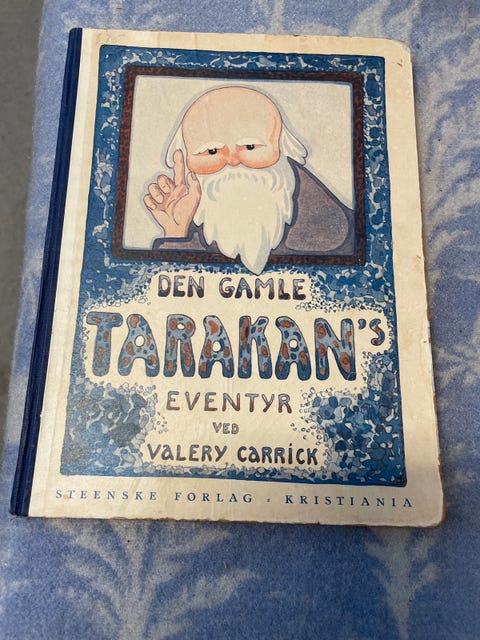 DEN GAMLE
TARAKAN's
EVENTYR
VED
VALERY CARRICK
STEENSKE FORLAG : KRISTIANIA